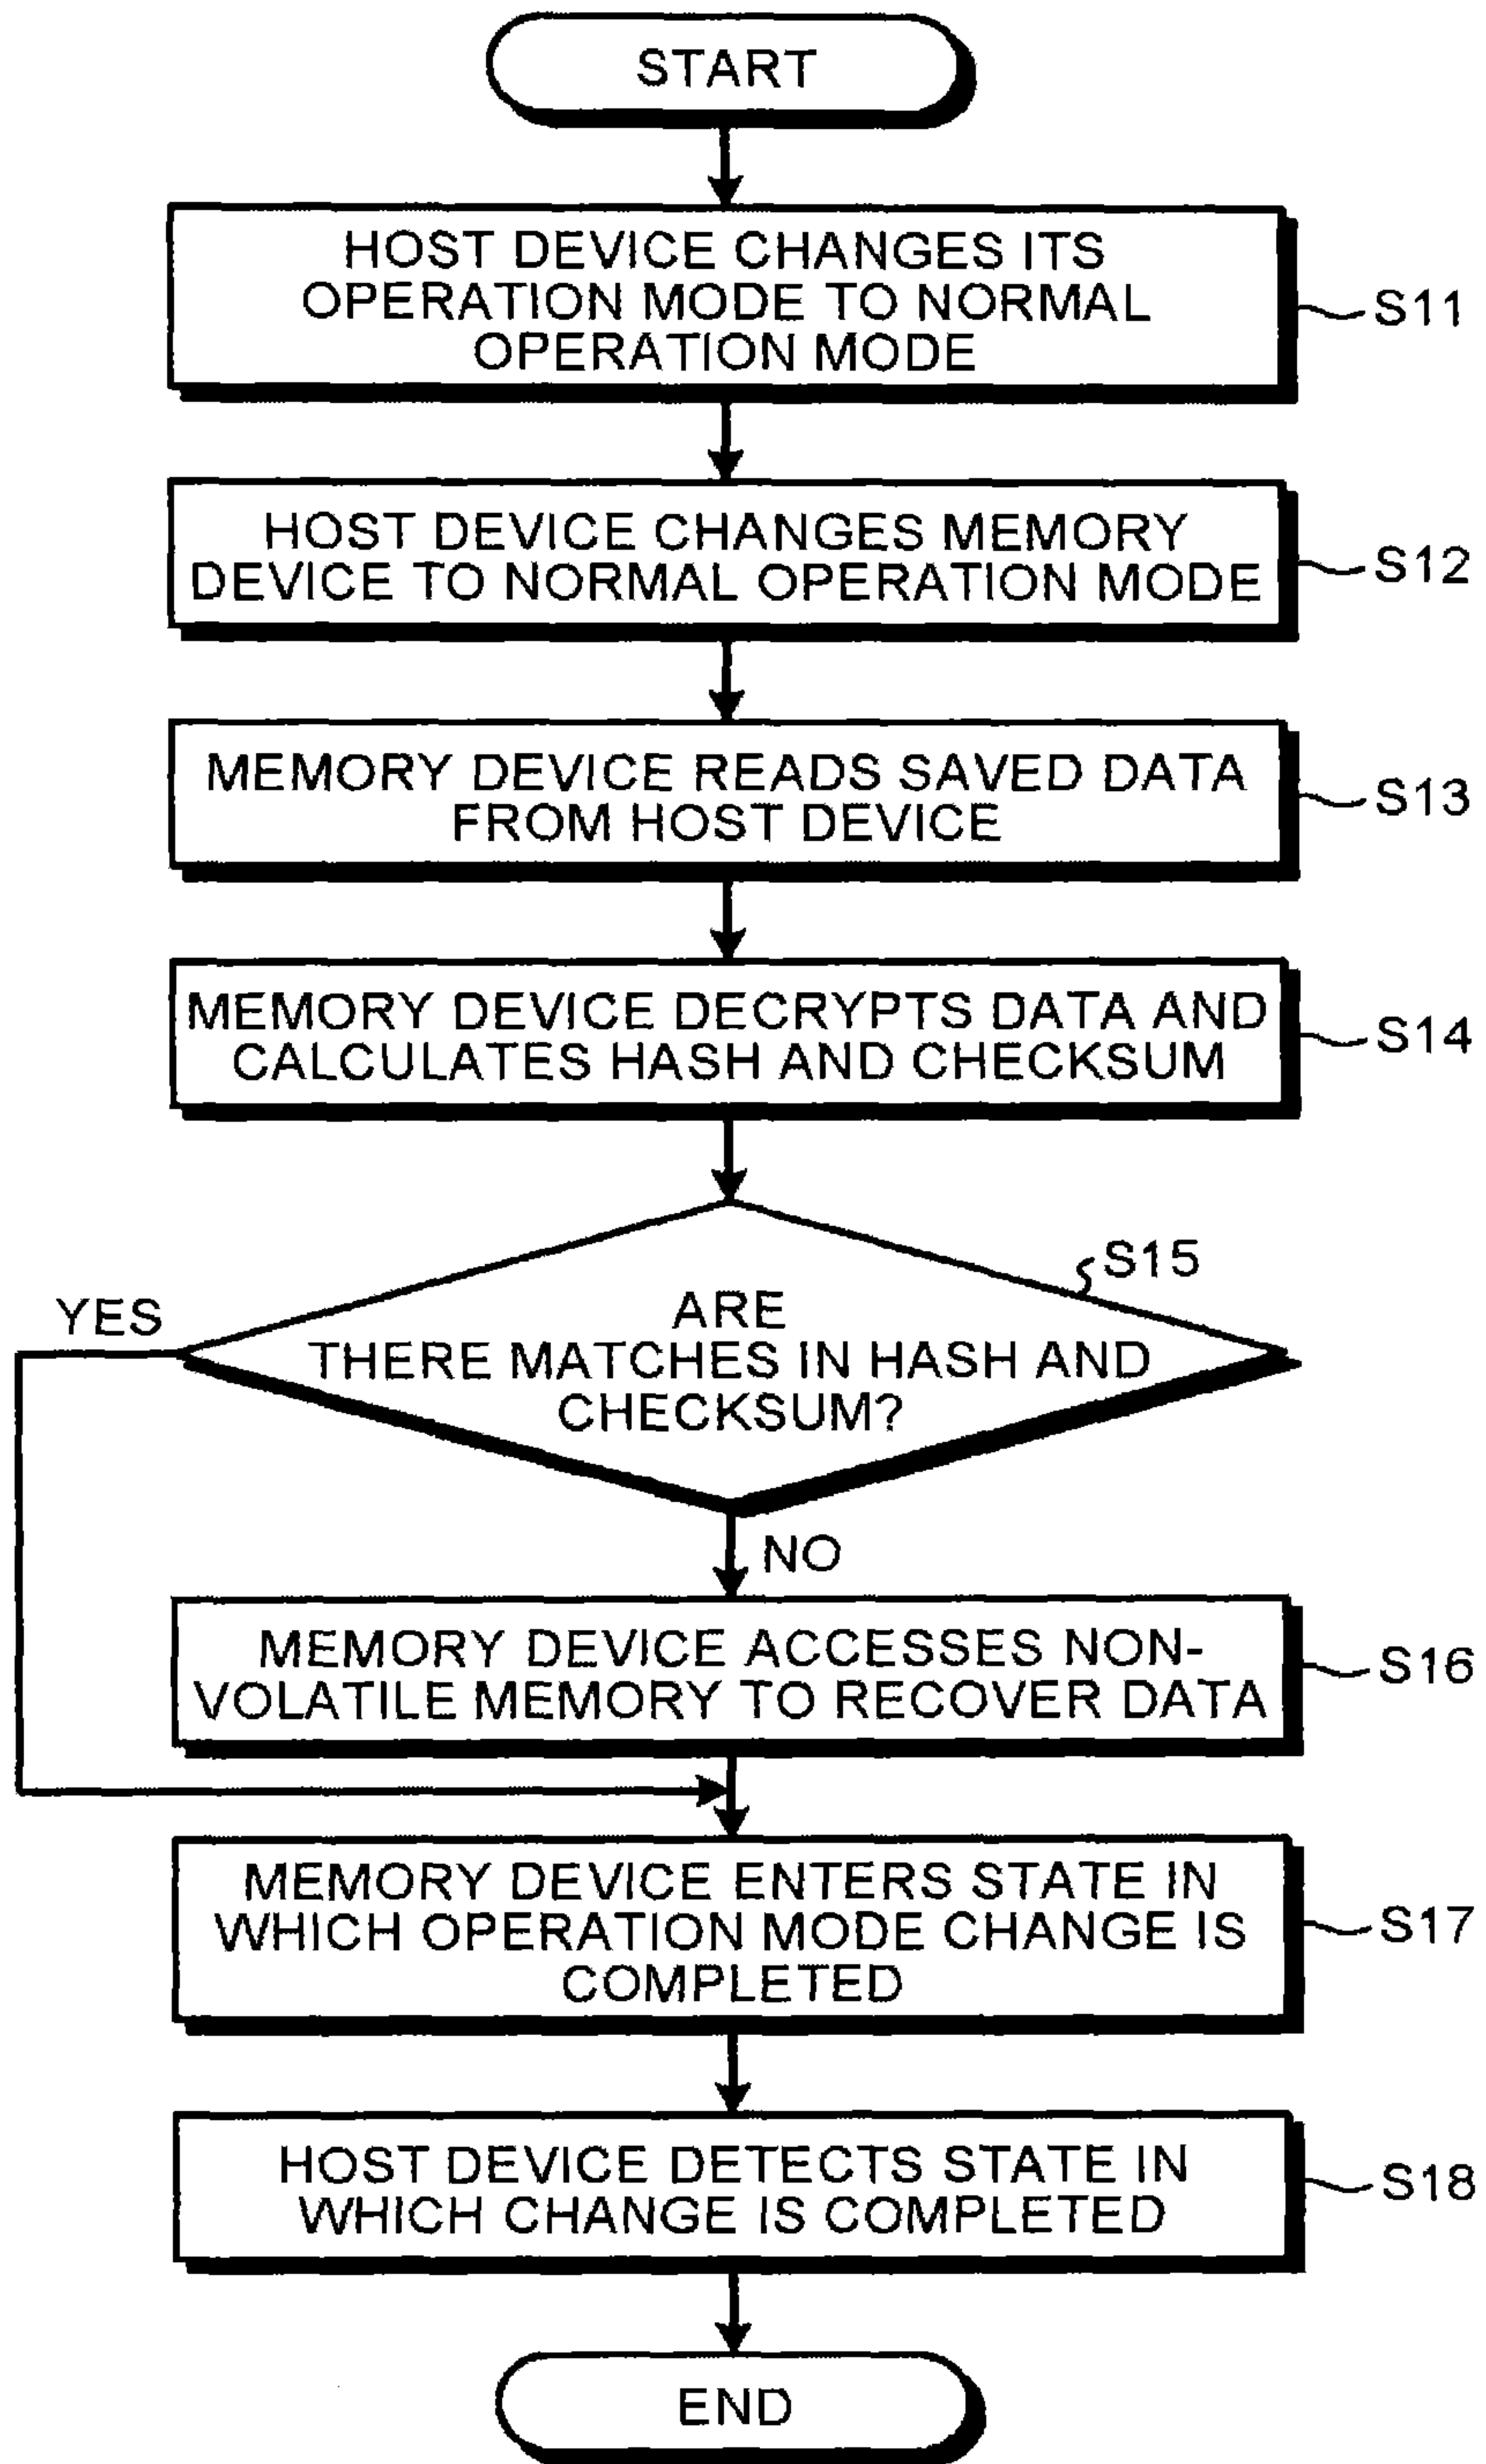 START
HOST DEVICE CHANGES ITS
OPERATION MODE TO NORMAL
OPERATION MODE
S11
HOST DEVICE CHANGES MEMORY
DEVICE TO NORMAL OPERATION MODE
S12
MEMORY DEVICE READS SAVED DATA
FROM HOST DEVICE
S13
MEMORY DEVICE DECRYPTS DATA AND
CALCULATES HASH AND CHECKSUM
S14
S15
YES
ARE
THERE MATCHES IN HASH AND
CHECKSUM?
NO
MEMORY DEVICE ACCESSES NON-
VOLATILE MEMORY TO RECOVER DATA
S16
MEMORY DEVICE ENTERS STATE IN
WHICH OPERATION MODE CHANGE IS
COMPLETED
S17
HOST DEVICE DETECTS STATE IN
WHICH CHANGE IS COMPLETED
S18
END